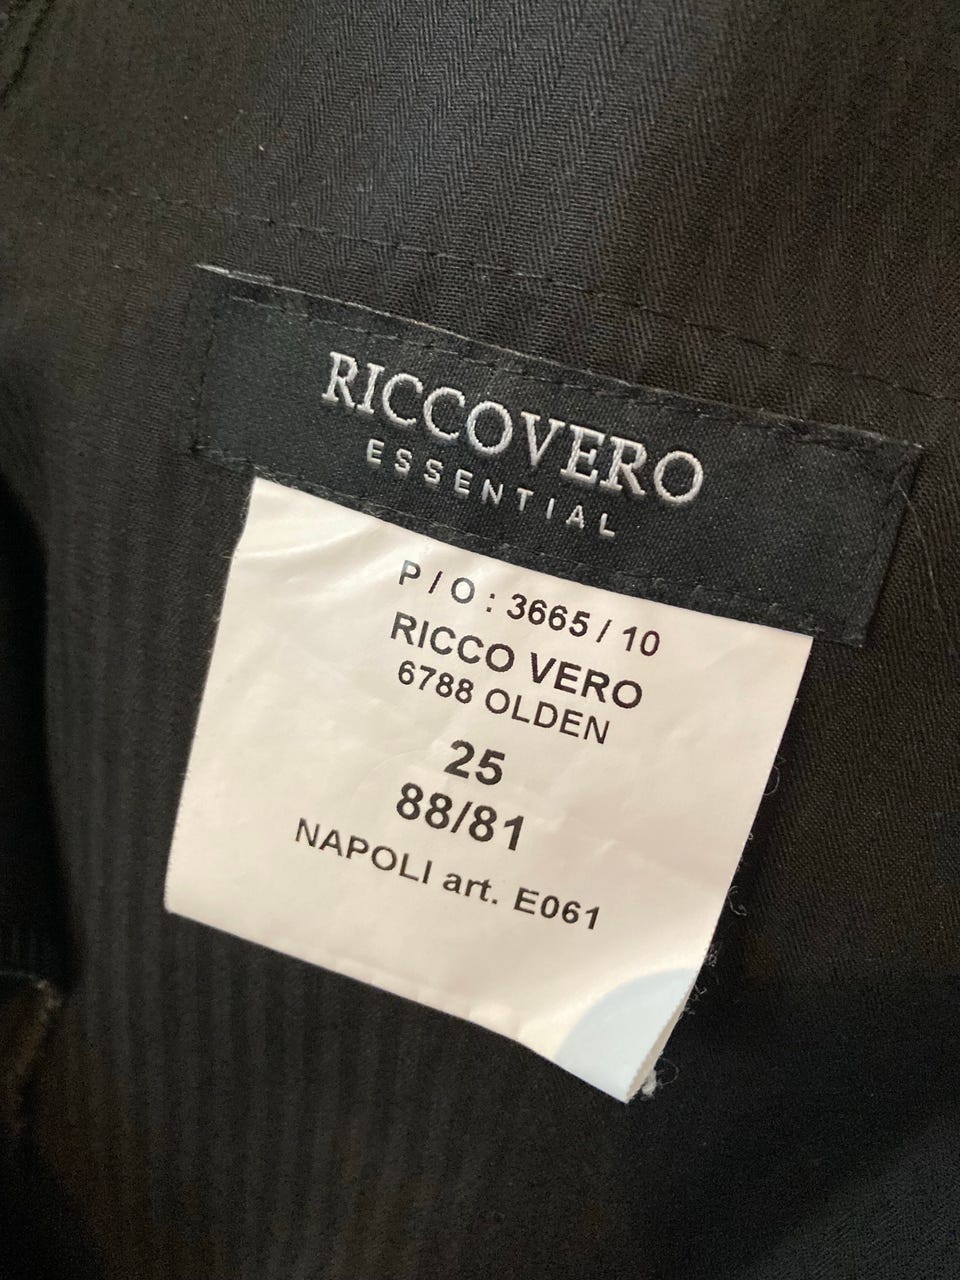 RICCOVERO
ESSENTIAL
P/O: 3665/10
RICCO VERO
6788 OLDEN
25
88/81
NAPOLI art. E061